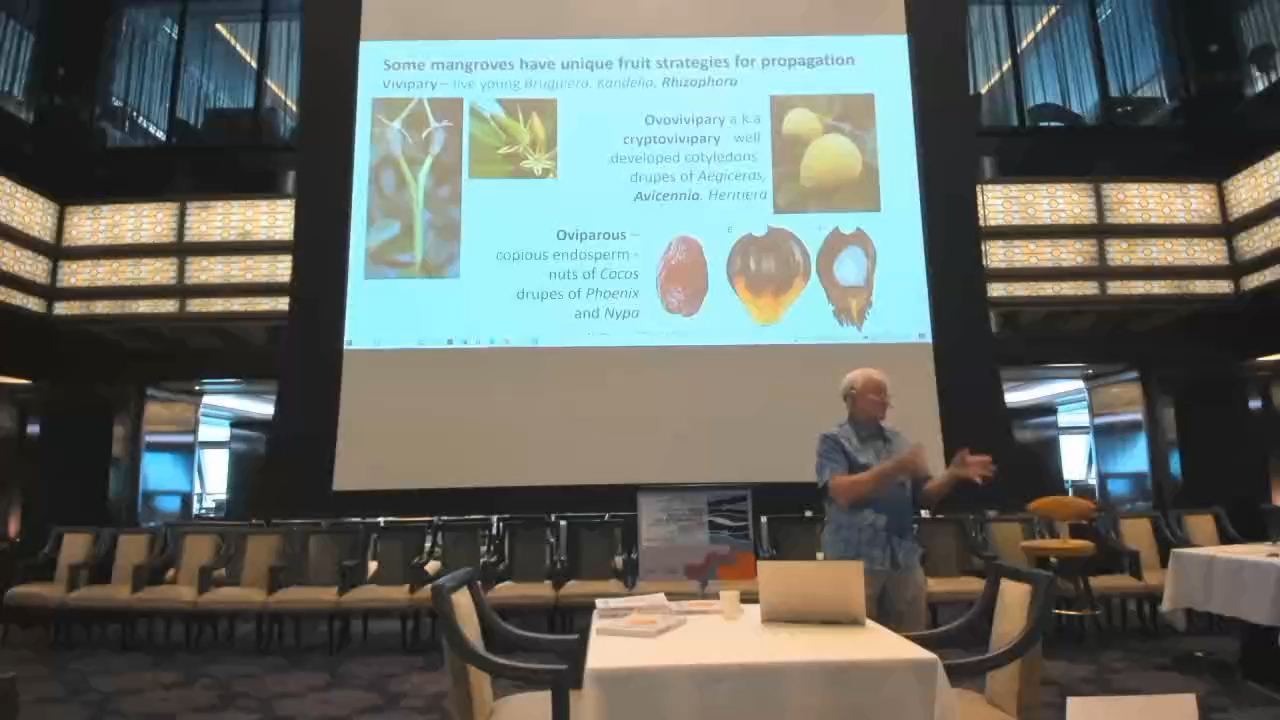 Some mangroves have unique fruit strategies for propagation
Vivipary – live young Bruguiera, Kandelia, Rhizophora
Ovovivipary a.k.a
cryptovivipary well
developed cotyledons
drupes of Aegiceras,
Avicennia, Heritiera
Oviparous –
copious endosperm -
nuts of Cocos
drupes of Phoenix
and Nypa